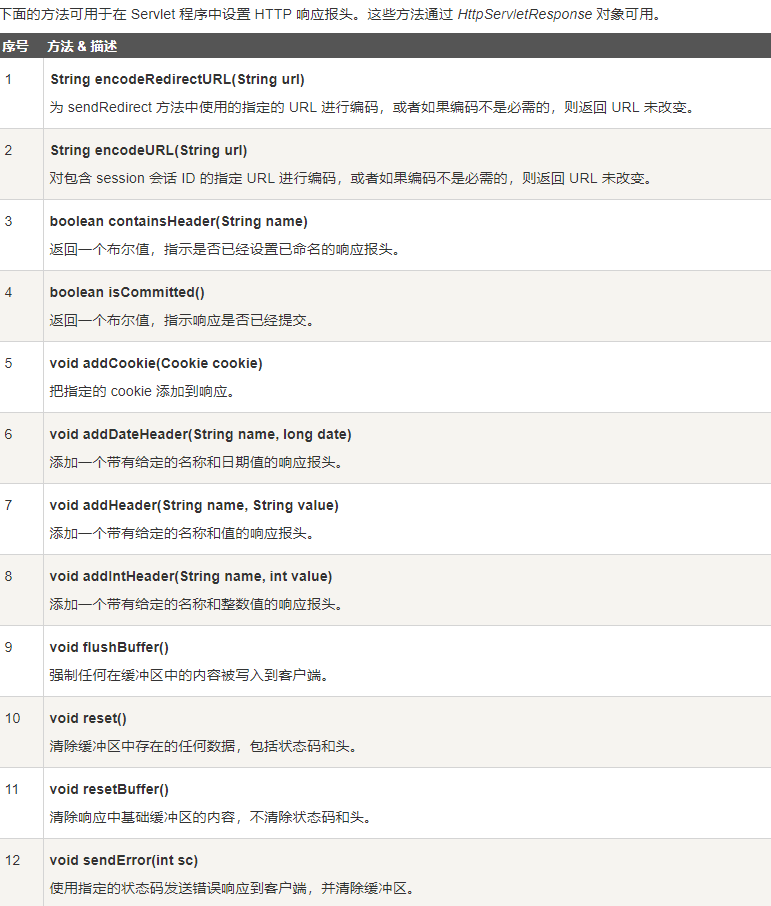 下面的方法可用于在 Servlet 程序中设置 HTTP 响应报头。这些方法通过 HttpServletResponse 对象可用。
序号 方法 & 描述
1 String encodeRedirectURL(String url)
为 sendRedirect 方法中使用的指定的 URL 进行编码，或者如果编码不是必需的，则返回 URL 未改变。
2 String encodeURL(String url)
对包含 session 会话 ID 的指定 URL 进行编码，或者如果编码不是必需的，则返回 URL 未改变。
3 boolean containsHeader(String name)
返回一个布尔值，指示是否已经设置已命名的响应报头。
4 boolean isCommitted()
返回一个布尔值，指示响应是否已经提交。
5 void addCookie(Cookie cookie)
把指定的 cookie 添加到响应。
6 void addDateHeader(String name, long date)
添加一个带有给定的名称和日期值的响应报头。
7 void addHeader(String name, String value)
添加一个带有给定的名称和值的响应报头。
8 void addIntHeader(String name, int value)
添加一个带有给定的名称和整数值的响应报头。
9 void flushBuffer()
强制任何在缓冲区中的内容被写入到客户端。
10 void reset()
清除缓冲区中存在的任何数据，包括状态码和头。
11 void resetBuffer()
清除响应中基础缓冲区的内容，不清除状态码和头。
12 void sendError(int sc)
使用指定的状态码发送错误响应到客户端，并清除缓冲区。